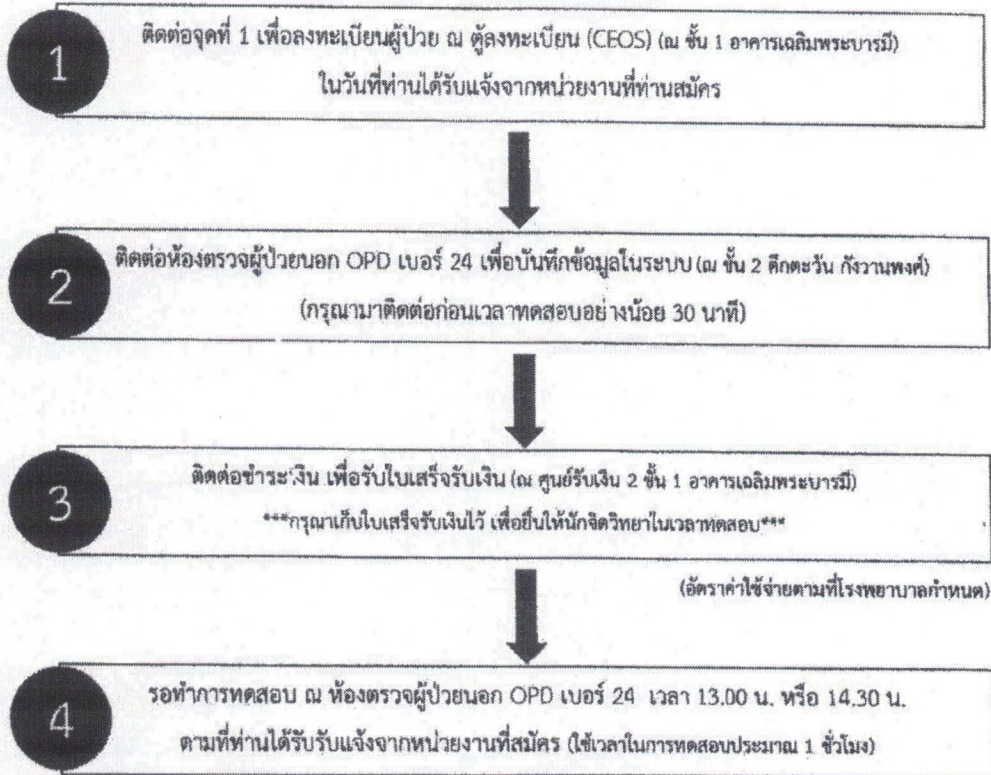 1
ติดต่อจุดที่ 1 เพื่อลงทะเบียนผู้ป่วย ณ ตู้ลงทะเบียน (CEOS) (ณ ชั้น 1 อาคารเฉลิมพระบารมี)
ในวันที่ท่านได้รับแจ้งจากหน่วยงานที่ท่านสมัคร
2
ติดต่อห้องตรวจผู้ป่วยนอก OPD เบอร์ 24 เพื่อบันทึกข้อมูลในระบบ (ณ ชั้น 2 ตึกตะวัน กังวานพงศ์)
(กรุณามาติดต่อก่อนเวลาทดสอบอย่างน้อย 30 นาที)
3
ติดต่อชำระเงิน เพื่อรับใบเสร็จรับเงิน (ณ ศูนย์รับเงิน 2 ชั้น 1 อาคารเฉลิมพระบารมี)
***กรุณาเก็บใบเสร็จรับเงินไว้ เพื่อยื่นให้นักจิตวิทยาในเวลาทดสอบ***
(อัตราค่าใช้จ่ายตามที่โรงพยาบาลกำหนด)
4
รอทำการทดสอบ ณ ห้องตรวจผู้ป่วยนอก OPD เบอร์ 24 เวลา 13.00 น. หรือ 14.30 น.
ตามที่ท่านได้รับรับแจ้งจากหน่วยงานที่สมัคร (ใช้เวลาในการทดสอบประมาณ 1 ชั่วโมง)